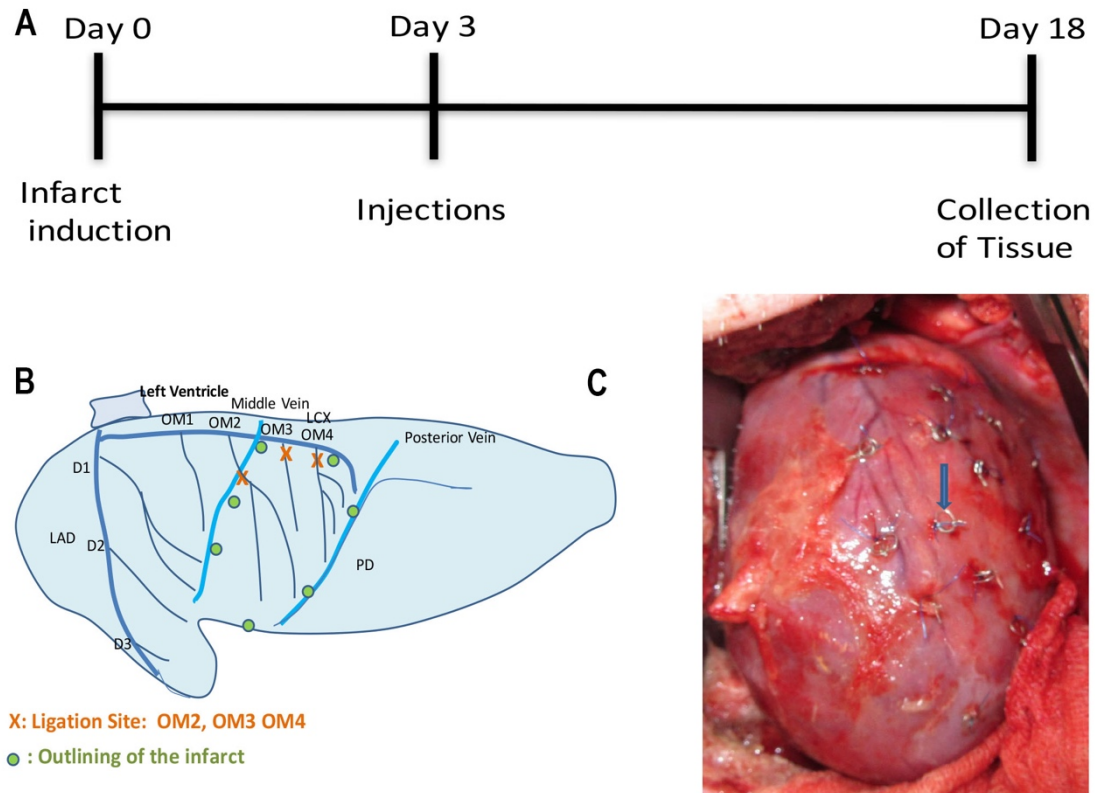 A
Day 0
Day 3
Day 18
Infarct
induction
Injections
Collection
of Tissue
B
Left Ventricle
Middle Vein
OM1
OM2
OM3
LCX
OM4
Posterior Vein
D1
LAD
D2
PD
D3
X: Ligation Site: OM2, OM3 OM4
: Outlining of the infarct
C
X
X
X